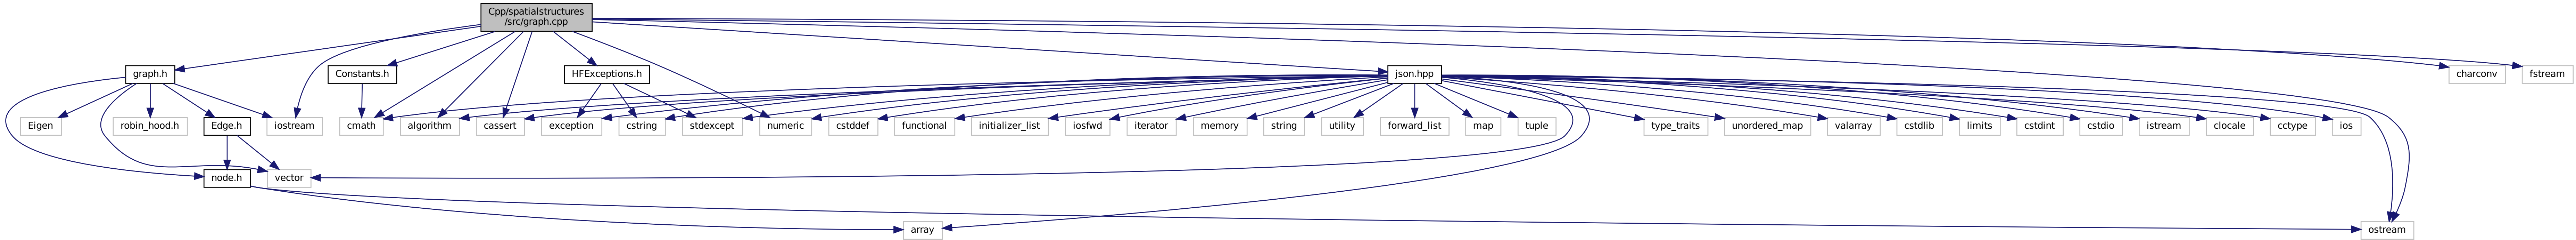 Cpp/spatialstructures
/src/graph.cpp
graph.h
Constants.h
HFExceptions.h
json.hpp
charconv
fstream
Eigen
robin_hood.h
Edge.h
iostream
cmath
algorithm
cassert
exception
cstring
stdexcept
numeric
cstddef
functional
initializer_list
iosfwd
iterator
memory
string
utility
forward_list
map
tuple
type_traits
unordered_map
valarray
cstdlib
limits
cstdint
cstdio
istream
clocale
cctype
ios
node.h
vector
array
ostream